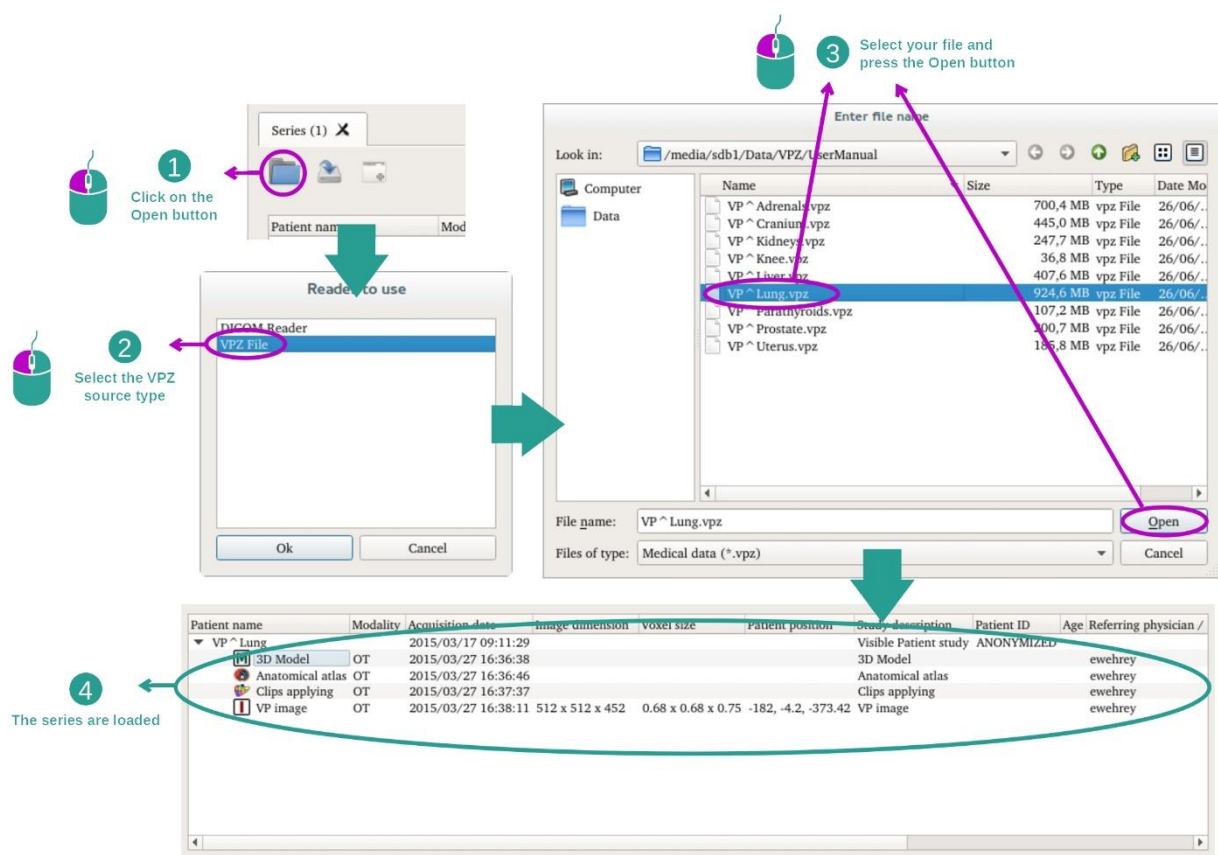 3
Select your file and
press the Open button
Series (1) X
1
Click on the
Open button
Patient name Mod
Reader to use
DICOM Reader
VPZ File
2
Select the VPZ
source type
Ok Cancel
Enter file name
Look in: /media/sdb1/Data/VPZ/UserManual
Computer
Data
Name Size Type Date Mo
VP^Adrenals.vpz 700,4 MB vpz File 26/06/..
VP^Cranium.vpz 445,0 MB vpz File 26/06/..
VP^Kidneys.vpz 247,7 MB vpz File 26/06/..
VP^Knee.vpz 36,8 MB vpz File 26/06/..
VP^Liver.vpz 407,6 MB vpz File 26/06/..
VP^Lung.vpz 924,6 MB vpz File 26/06/..
VP^Parathyroids.vpz 107,2 MB vpz File 26/06/..
VP^Prostate.vpz 200,7 MB vpz File 26/06/..
VP^Uterus.vpz 185,8 MB vpz File 26/06/..
File name: VP^Lung.vpz Open
Files of type: Medical data (*.vpz) Cancel
Patient name Modality Acquisition date Image dimension Voxel size Patient position Study description Patient ID Age Referring physician /
VP^Lung 2015/03/17 09:11:29 Visible Patient study ANONYMIZED
M 3D Model OT 2015/03/27 16:36:38 3D Model ewehrey
Anatomical atlas OT 2015/03/27 16:36:46 Anatomical atlas ewehrey
Clips applying OT 2015/03/27 16:37:37 Clips applying ewehrey
I VP image OT 2015/03/27 16:38:11 512 x 512 x 452 0.68 x 0.68 x 0.75 -182, -4.2, -373.42 VP image ewehrey
4
The series are loaded